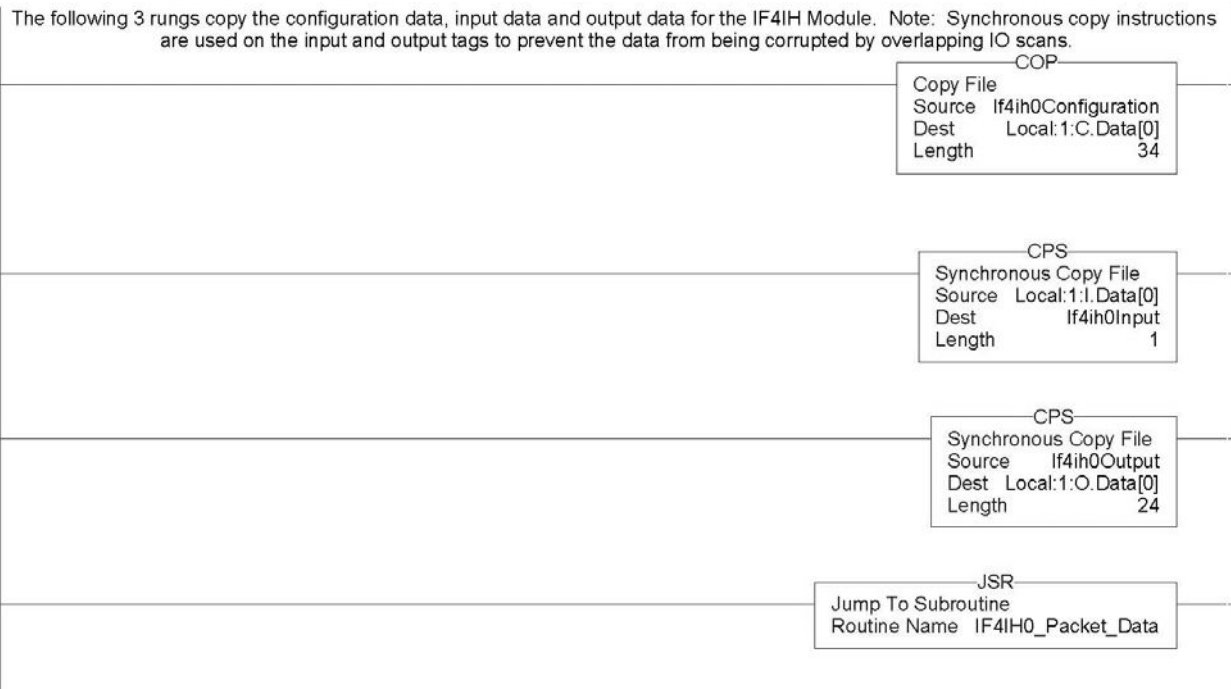 The following 3 rungs copy the configuration data, input data and output data for the IF4IH Module. Note: Synchronous copy instructions
are used on the input and output tags to prevent the data from being corrupted by overlapping IO scans.
COP
Copy File
Source If4ih0Configuration
Dest Local:1:C.Data[0]
Length 34
CPS
Synchronous Copy File
Source Local:1:I.Data[0]
Dest If4ih0Input
Length 1
CPS
Synchronous Copy File
Source If4ih0Output
Dest Local:1:O.Data[0]
Length 24
JSR
Jump To Subroutine
Routine Name IF4IH0_Packet_Data